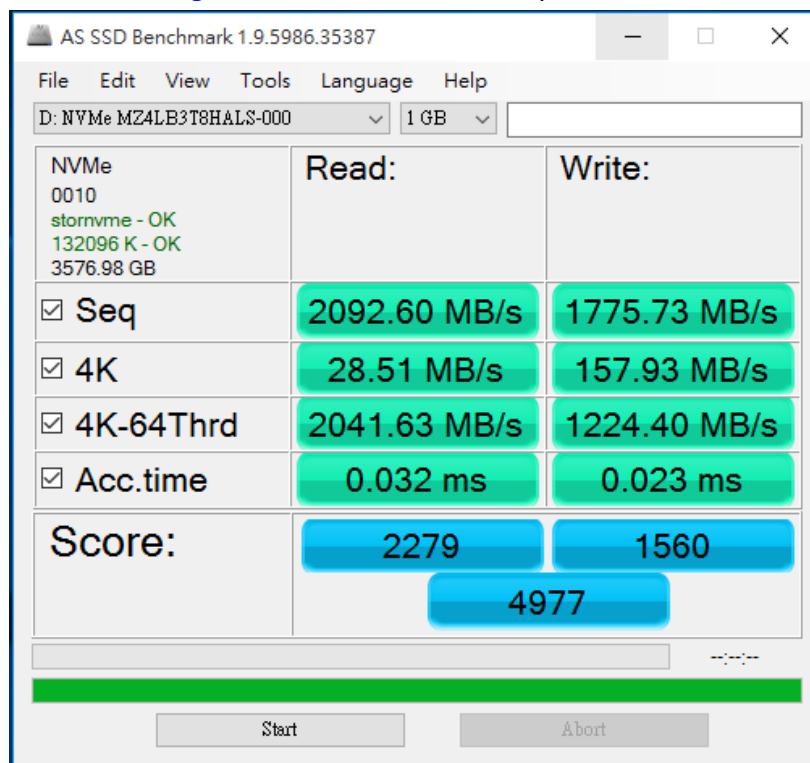 AS SSD Benchmark 1.9.5986.35387
File Edit View Tools Language Help
D: NVMe MZ4LB3T8HALS-000 1 GB
NVMe
0010
stornvme - OK
132096 K - OK
3576.98 GB
Read: Write:
Seq 2092.60 MB/s 1775.73 MB/s
4K 28.51 MB/s 157.93 MB/s
4K-64Thrd 2041.63 MB/s 1224.40 MB/s
Acc.time 0.032 ms 0.023 ms
Score: 2279 1560
4977
--:--:--
Start Abort